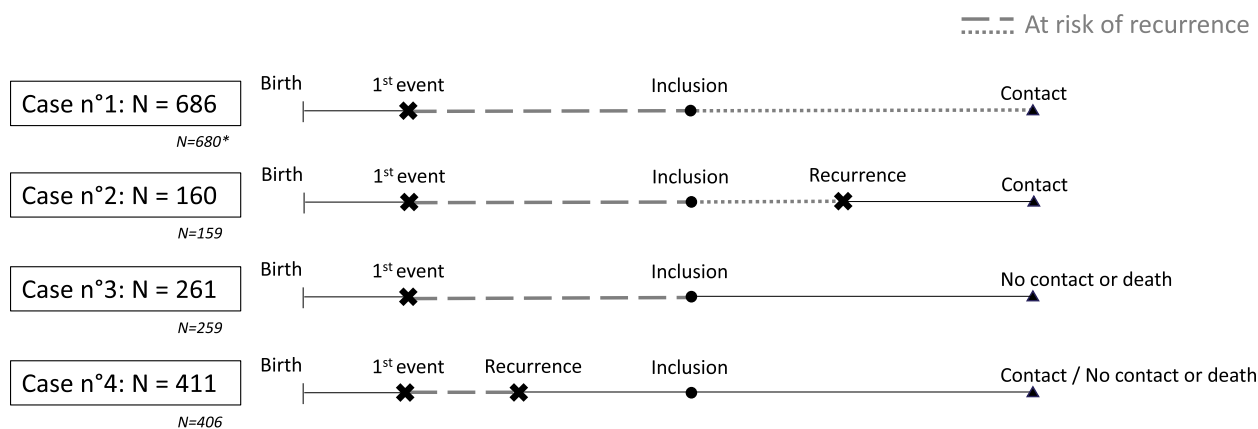 At risk of recurrence
Case n°1: N = 686
N=680*
Birth 1st event Inclusion Contact
Case n°2: N = 160
N=159
Birth 1st event Inclusion Recurrence Contact
Case n°3: N = 261
N=259
Birth 1st event Inclusion No contact or death
Case n°4: N = 411
N=406
Birth 1st event Recurrence Inclusion Contact / No contact or death